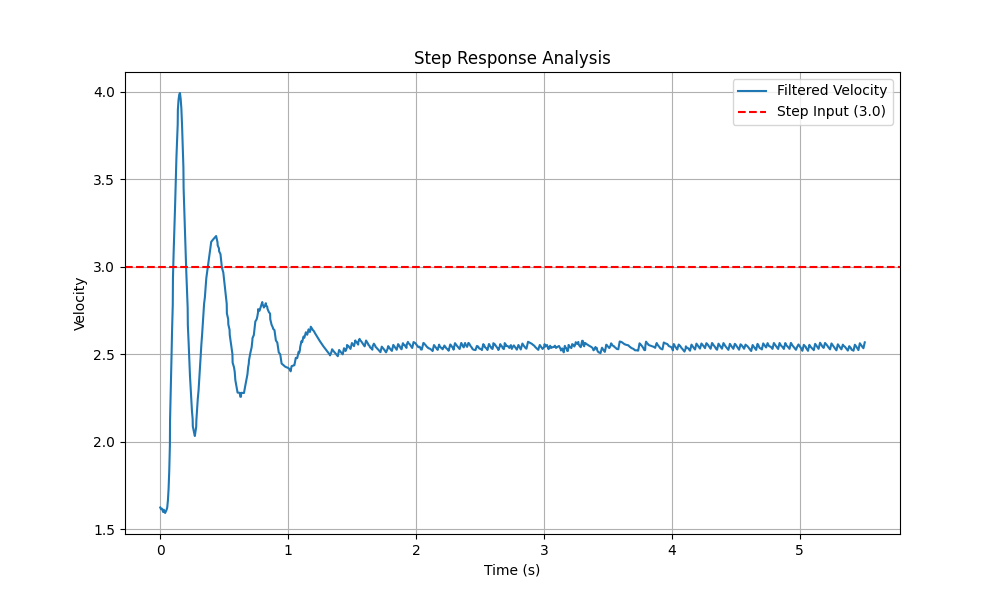 Step Response Analysis
Filtered Velocity
Step Input (3.0)
4.0
3.5
3.0
2.5
2.0
1.5
Velocity
0 1 2 3 4 5
Time (s)